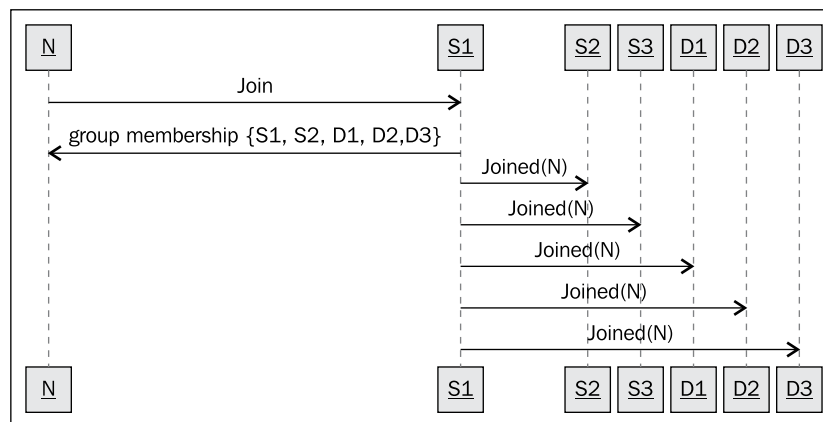 N S1 S2 S3 D1 D2 D3
Join
group membership {S1, S2, D1, D2,D3}
Joined(N)
Joined(N)
Joined(N)
Joined(N)
Joined(N)
N S1 S2 S3 D1 D2 D3